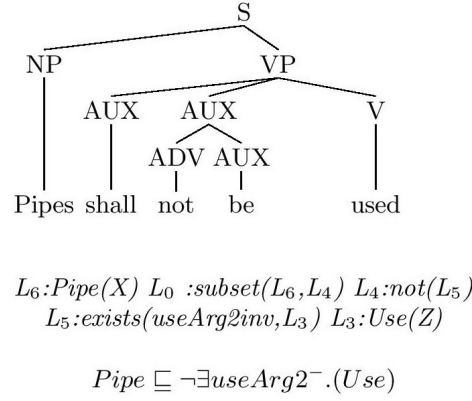 S
NP VP
AUX AUX V
ADV AUX
Pipes shall not be used
L₆:Pipe(X) L₀ :subset(L₆,L₄) L₄:not(L₅)
L₅:exists(useArg2inv,L₃) L₃:Use(Z)
Pipe ⊑ ¬∃useArg2⁻.(Use)